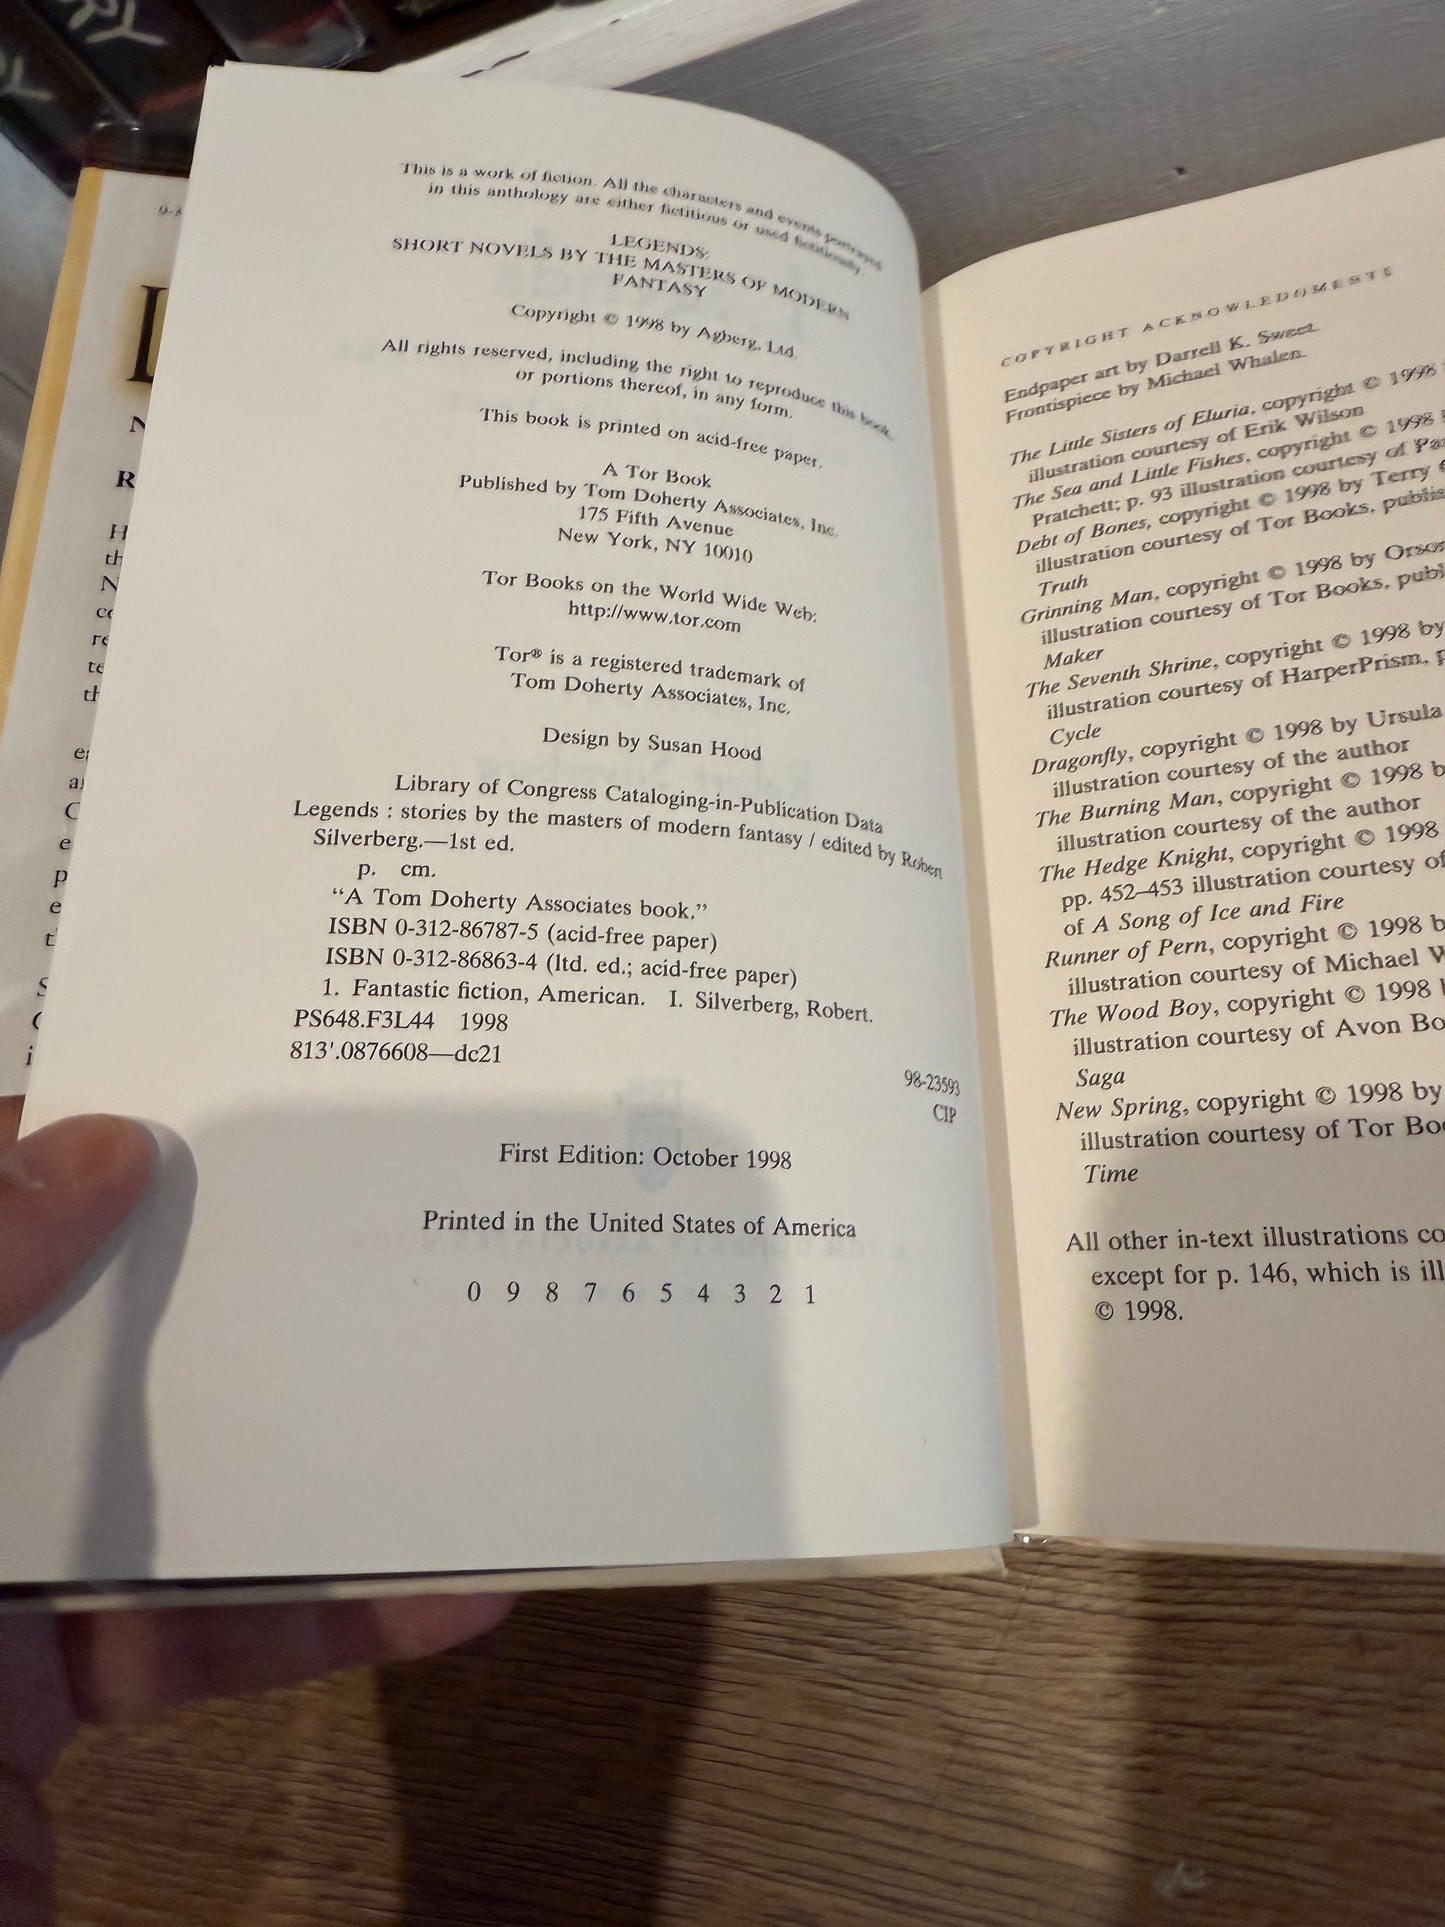 This is a work of fiction. All the characters and events portrayed
in this anthology are either fictitious or used fictitiously.
LEGENDS:
SHORT NOVELS BY THE MASTERS OF MODERN
FANTASY
Copyright © 1998 by Agberg, Ltd.
All rights reserved, including the right to reproduce this book,
or portions thereof, in any form.
This book is printed on acid-free paper.
A Tor Book
Published by Tom Doherty Associates, Inc.
175 Fifth Avenue
New York, NY 10010
Tor Books on the World Wide Web:
http://www.tor.com
Tor® is a registered trademark of
Tom Doherty Associates, Inc.
Design by Susan Hood
Library of Congress Cataloging-in-Publication Data
Legends : stories by the masters of modern fantasy / edited by Robert
Silverberg.—1st ed.
p. cm.
"A Tom Doherty Associates book."
ISBN 0-312-86787-5 (acid-free paper)
ISBN 0-312-86863-4 (ltd. ed.; acid-free paper)
1. Fantastic fiction, American. I. Silverberg, Robert.
PS648.F3L44 1998
813'.0876608—dc21
98-23593
CIP
First Edition: October 1998
Printed in the United States of America
0 9 8 7 6 5 4 3 2 1
COPYRIGHT ACKNOWLEDGMENTS
Endpaper art by Darrell K. Sweet.
Frontispiece by Michael Whalen.
The Little Sisters of Eluria, copyright © 1998
illustration courtesy of Erik Wilson
The Sea and Little Fishes, copyright © 1998
Pratchett; p. 93 illustration courtesy of
Debt of Bones, copyright © 1998 by Terry
illustration courtesy of Tor Books,
Truth
Grinning Man, copyright © 1998 by
illustration courtesy of Tor Books,
Maker
The Seventh Shrine, copyright © 1998 by
illustration courtesy of HarperPrism,
Cycle
Dragonfly, copyright © 1998 by Ursula
illustration courtesy of the author
The Burning Man, copyright © 1998
illustration courtesy of the author
The Hedge Knight, copyright © 1998
pp. 452–453 illustration courtesy of
of A Song of Ice and Fire
Runner of Pern, copyright © 1998
illustration courtesy of Michael
The Wood Boy, copyright © 1998
illustration courtesy of Avon
Saga
New Spring, copyright © 1998 by
illustration courtesy of Tor
Time
All other in-text illustrations
except for p. 146, which is
© 1998.